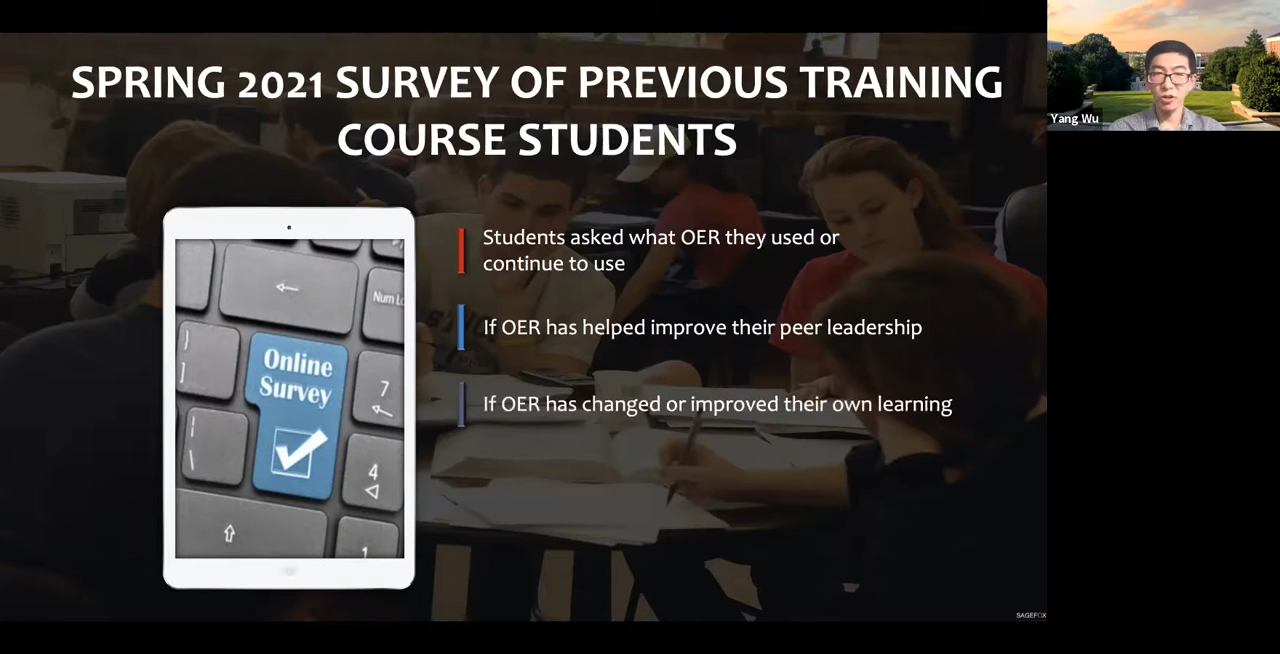 SPRING 2021 SURVEY OF PREVIOUS TRAINING
COURSE STUDENTS
Yang Wu
Students asked what OER they used or
continue to use
If OER has helped improve their peer leadership
If OER has changed or improved their own learning
Num
Online
Survey
7
4
1
}
]
|
\
SAGEFOX